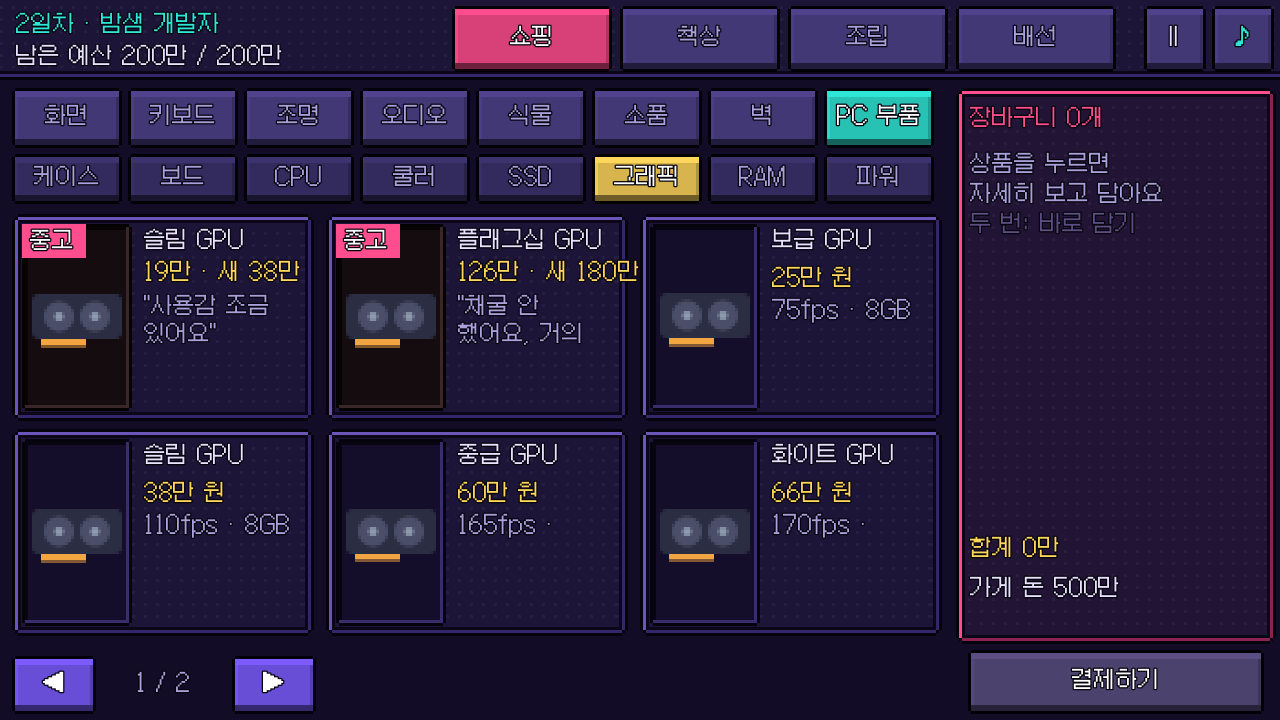 2일차 · 밤샘 개발자
남은 예산 200만 / 200만
쇼핑
책상
조립
배선
화면
키보드
조명
오디오
식물
소품
벽
PC 부품
케이스
보드
CPU
쿨러
SSD
그래픽
RAM
파워
중고
슬림 GPU
19만 · 새 38만
"사용감 조금
있어요"
중고
플래그십 GPU
126만 · 새 180만
"채굴 안
했어요, 거의
보급 GPU
25만 원
75fps · 8GB
슬림 GPU
38만 원
110fps · 8GB
중급 GPU
60만 원
165fps ·
화이트 GPU
66만 원
170fps ·
장바구니 0개
상품을 누르면
자세히 보고 담아요
두 번: 바로 담기
합계 0만
가게 돈 500만
1 / 2
결제하기